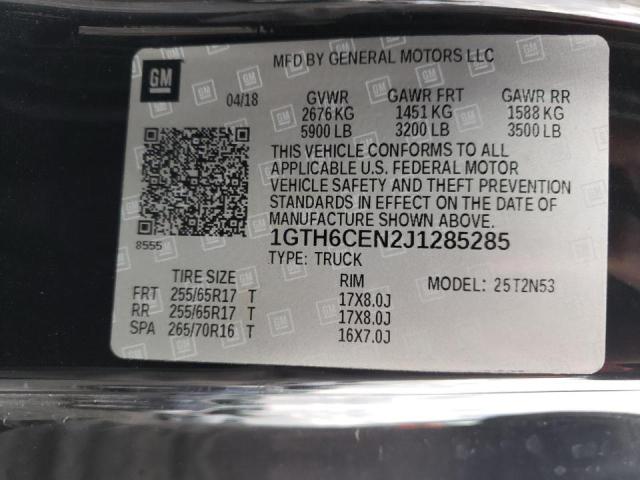 MFD BY GENERAL MOTORS LLC
GM
04/18 GVWR GAWR FRT GAWR RR
2676 KG 1451 KG 1588 KG
5900 LB 3200 LB 3500 LB
THIS VEHICLE CONFORMS TO ALL
APPLICABLE U.S. FEDERAL MOTOR
VEHICLE SAFETY AND THEFT PREVENTION
STANDARDS IN EFFECT ON THE DATE OF
MANUFACTURE SHOWN ABOVE.
8555 1GTH6CEN2J1285285
TYPE: TRUCK
TIRE SIZE RIM MODEL: 25T2N53
FRT 255/65R17 T 17X8.0J
RR 255/65R17 T 17X8.0J
SPA 265/70R16 T 16X7.0J